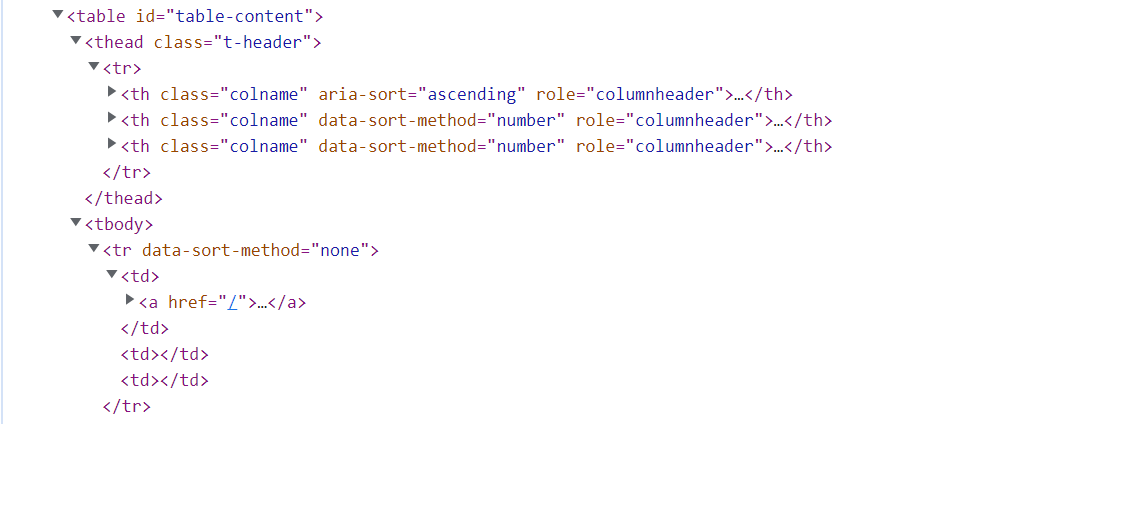 <table id="table-content">
<thead class="t-header">
<tr>
<th class="colname" aria-sort="ascending" role="columnheader">…</th>
<th class="colname" data-sort-method="number" role="columnheader">…</th>
<th class="colname" data-sort-method="number" role="columnheader">…</th>
</tr>
</thead>
<tbody>
<tr data-sort-method="none">
<td>
<a href="/">…</a>
</td>
<td></td>
<td></td>
</tr>